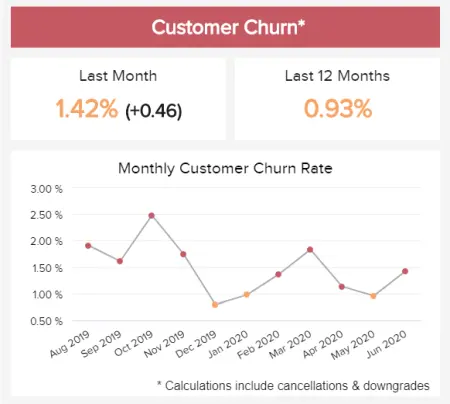 Customer Churn*
Last Month
1.42% (+0.46)
Last 12 Months
0.93%
Monthly Customer Churn Rate
3.00 %
2.50 %
2.00 %
1.50 %
1.00 %
0.50 %
Aug 2019
Sep 2019
Oct 2019
Nov 2019
Dec 2019
Jan 2020
Feb 2020
Mar 2020
Apr 2020
May 2020
Jun 2020
* Calculations include cancellations & downgrades